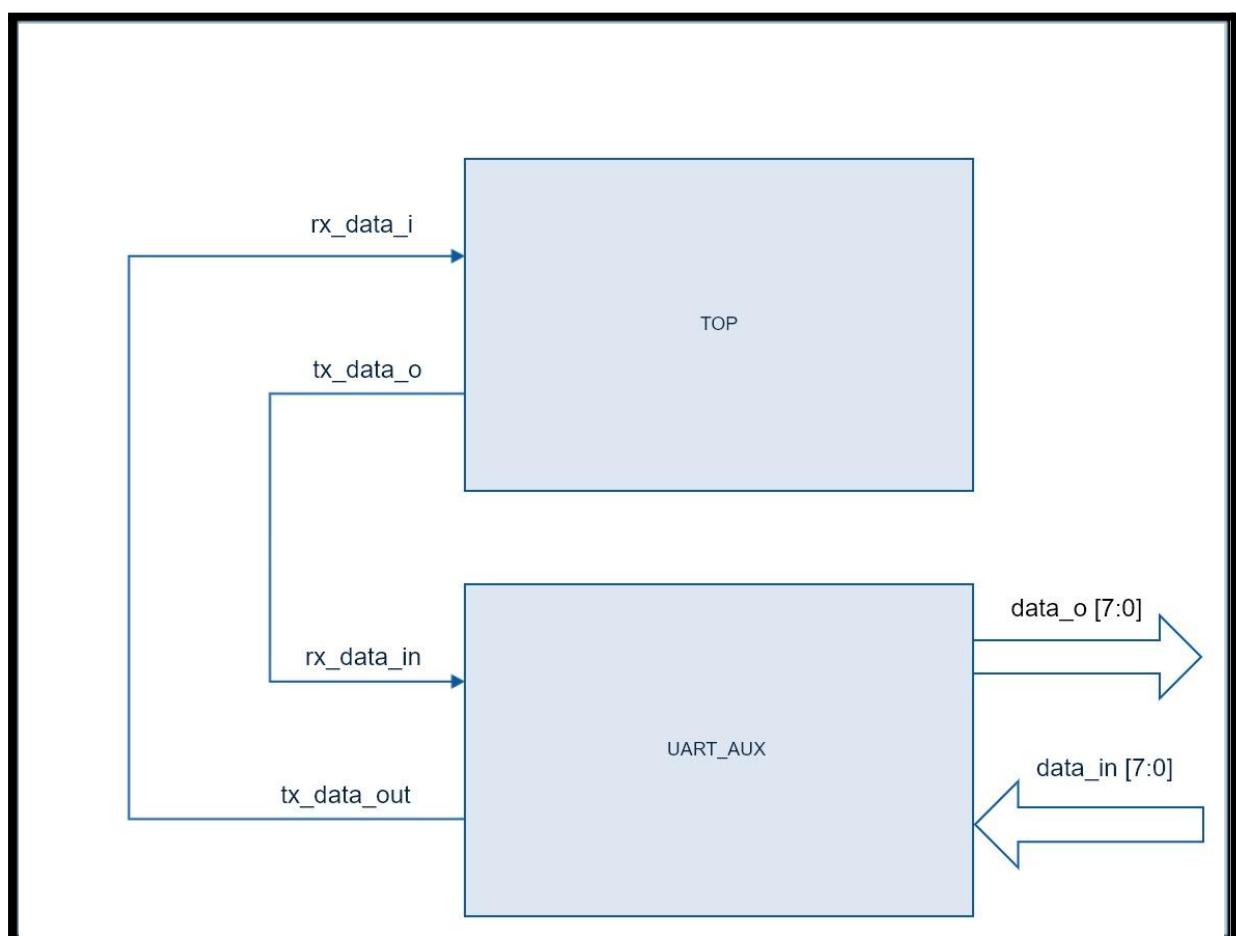 rx_data_i
TOP
tx_data_o
data_o [7:0]
rx_data_in
UART_AUX
data_in [7:0]
tx_data_out